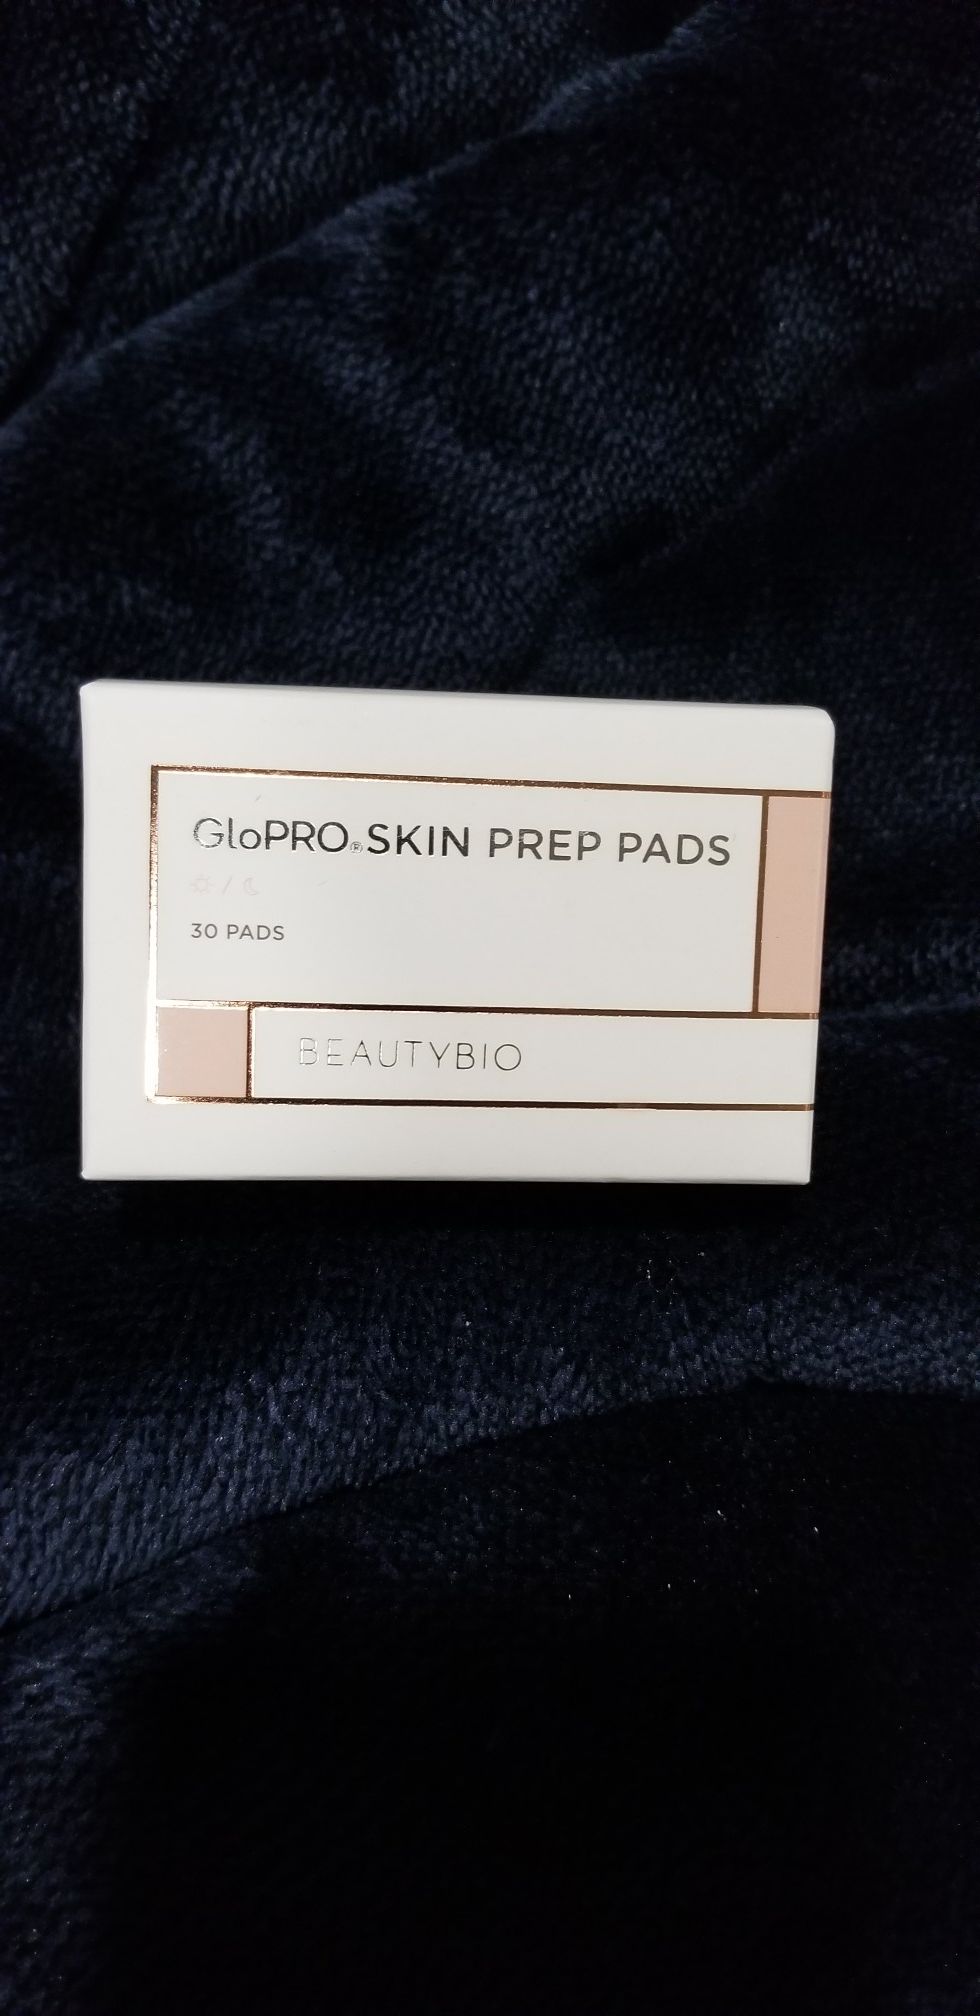 GloPRO® SKIN PREP PADS
/
30 PADS
BEAUTYBIO